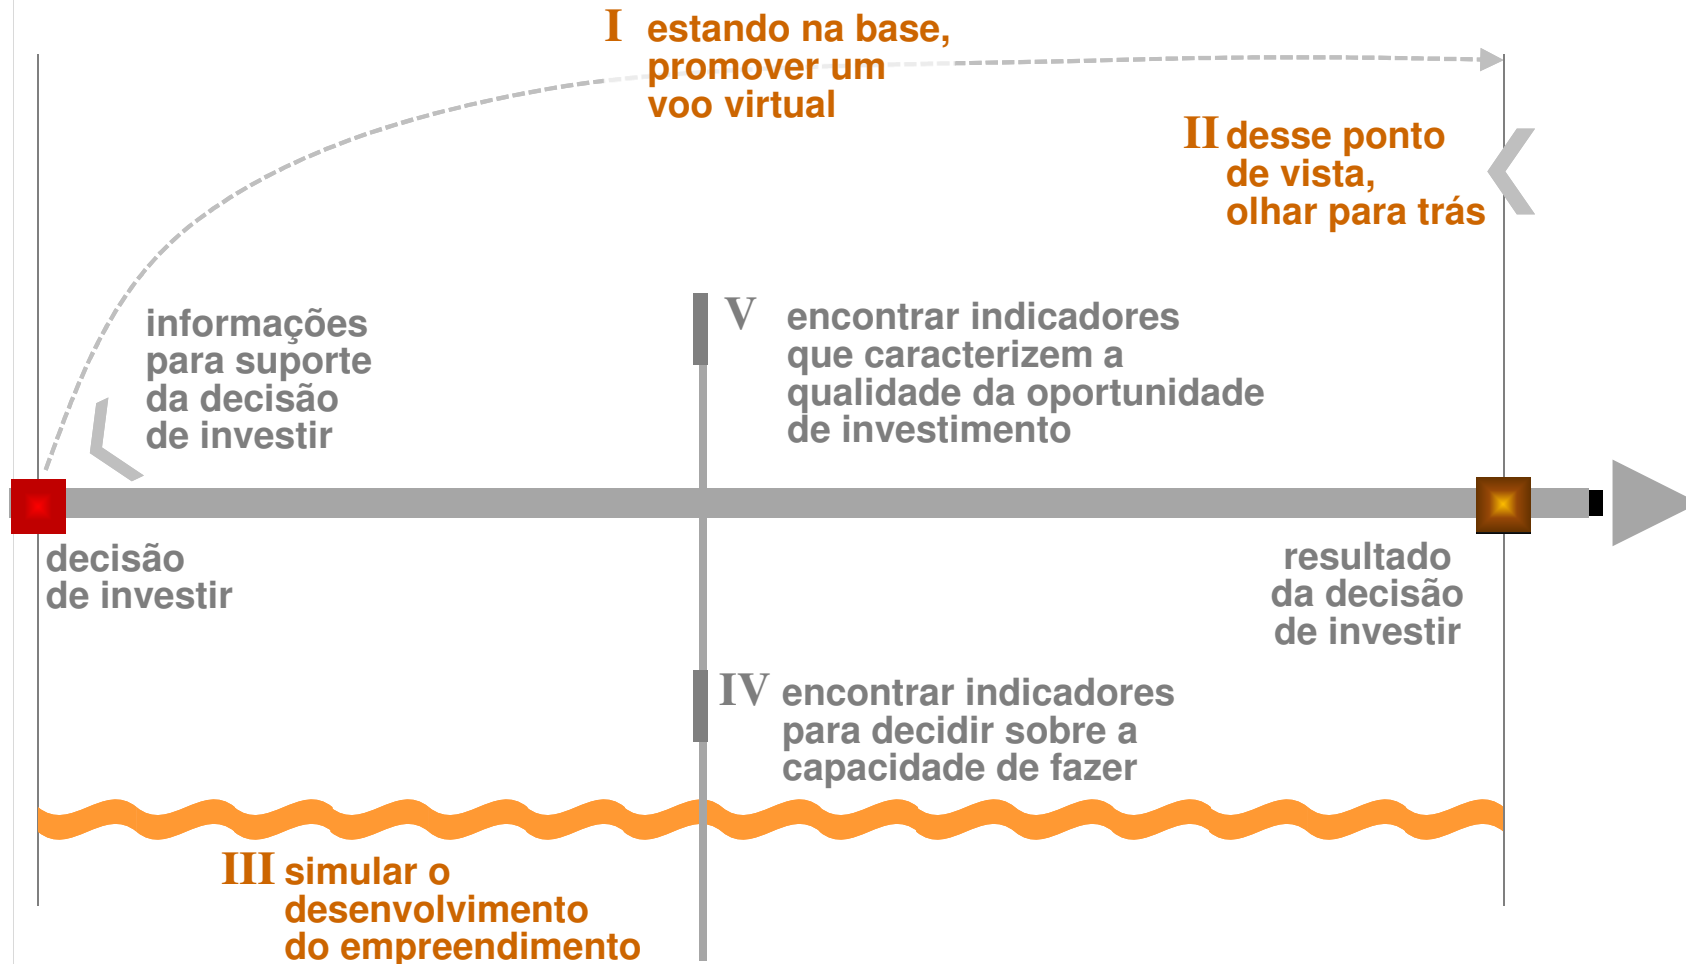 I estando na base,
promover um
voo virtual
II desse ponto
de vista,
olhar para trás
informações
para suporte
da decisão
de investir
V encontrar indicadores
que caracterizem a
qualidade da oportunidade
de investimento
decisão
de investir
resultado
da decisão
de investir
IV encontrar indicadores
para decidir sobre a
capacidade de fazer
III simular o
desenvolvimento
do empreendimento